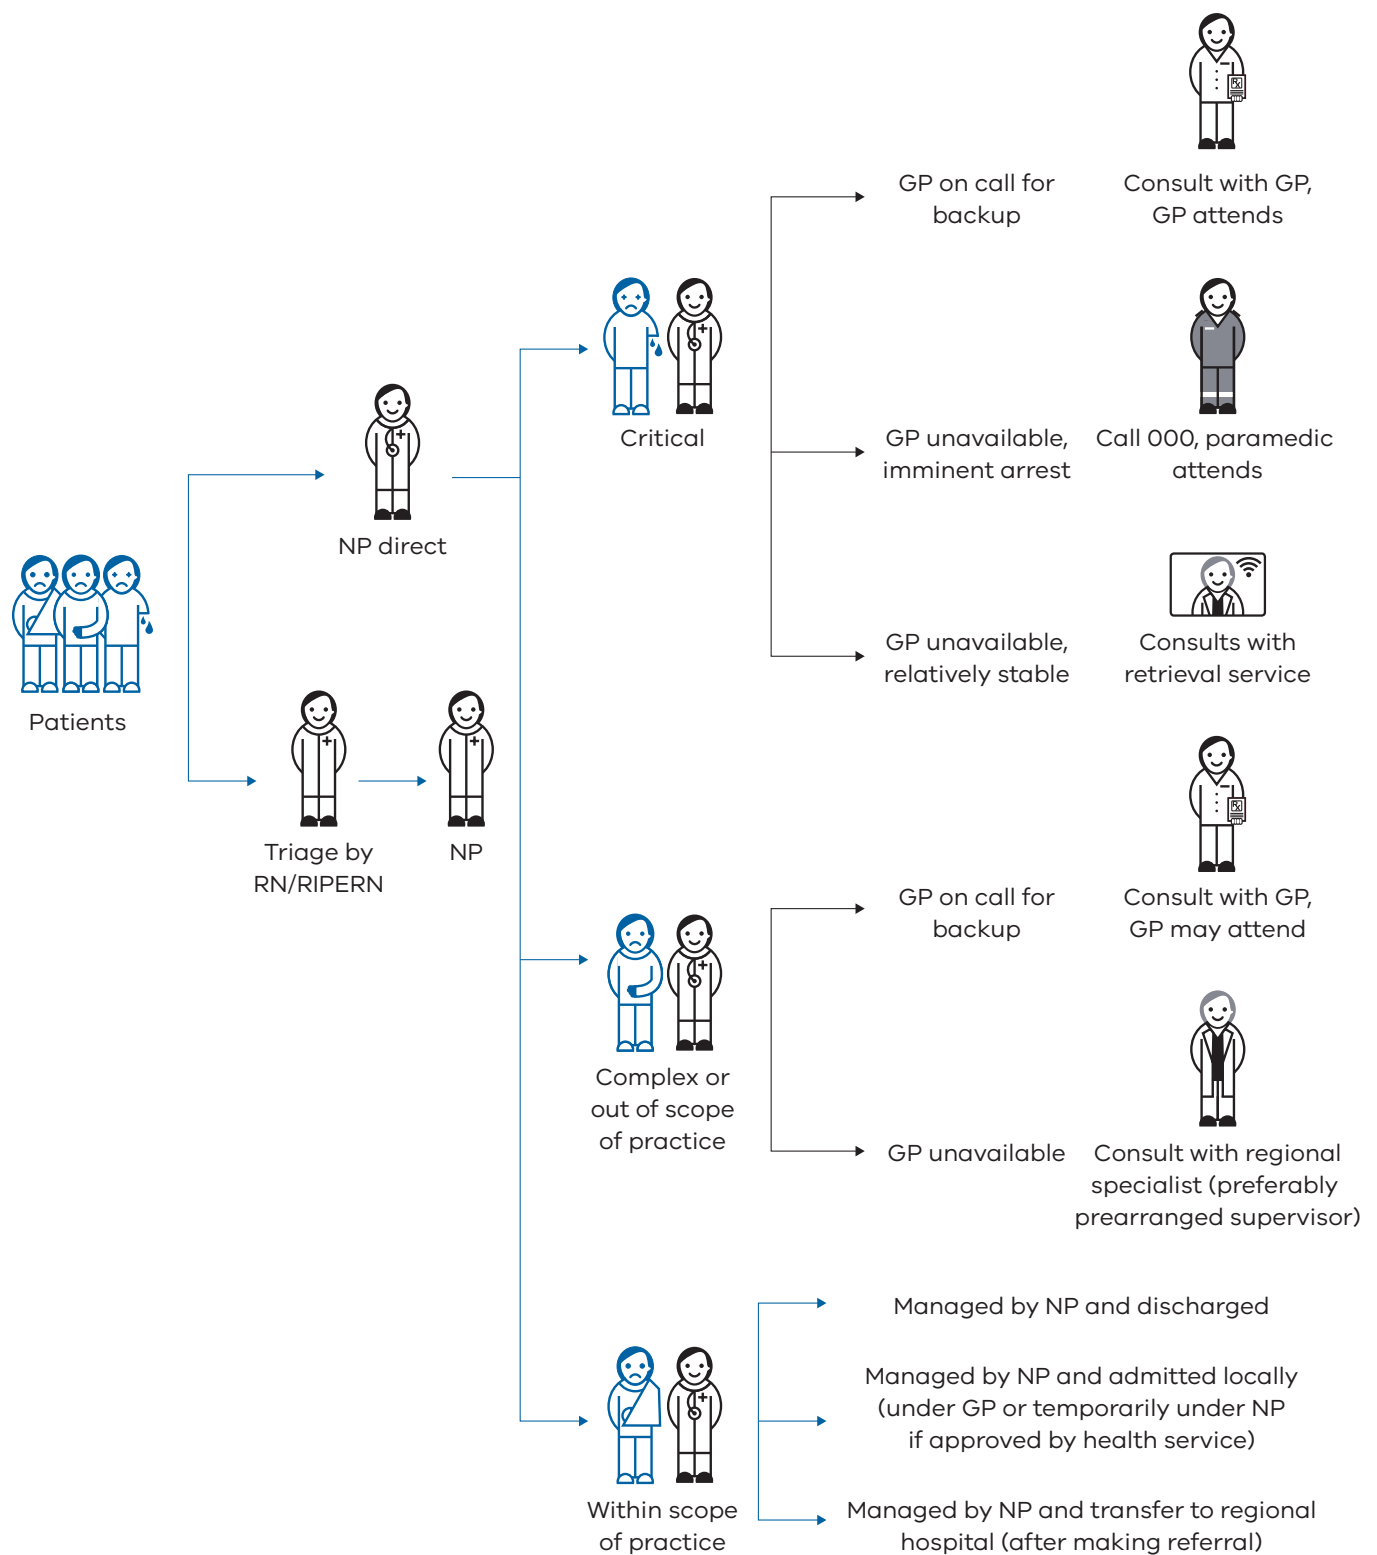 Patients
NP direct
Triage by
RN/RIPERN
NP
Critical
GP on call for
backup
Consult with GP,
GP attends
GP unavailable,
imminent arrest
Call 000, paramedic
attends
GP unavailable,
relatively stable
Consults with
retrieval service
Complex or
out of scope
of practice
GP on call for
backup
Consult with GP,
GP may attend
GP unavailable
Consult with regional
specialist (preferably
prearranged supervisor)
Within scope
of practice
Managed by NP and discharged
Managed by NP and admitted locally
(under GP or temporarily under NP
if approved by health service)
Managed by NP and transfer to regional
hospital (after making referral)